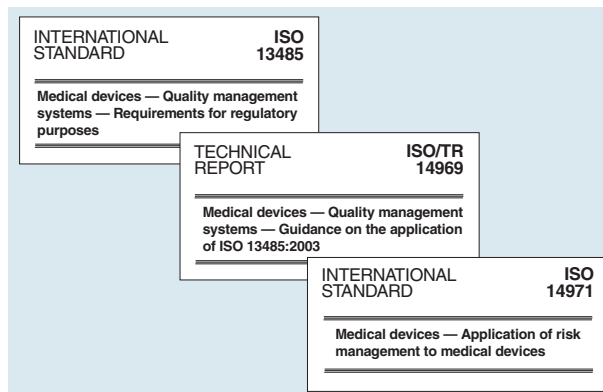 INTERNATIONAL
STANDARD
ISO
13485
Medical devices — Quality management
systems — Requirements for regulatory
purposes
TECHNICAL
REPORT
ISO/TR
14969
Medical devices — Quality management
systems — Guidance on the application
of ISO 13485:2003
INTERNATIONAL
STANDARD
ISO
14971
Medical devices — Application of risk
management to medical devices